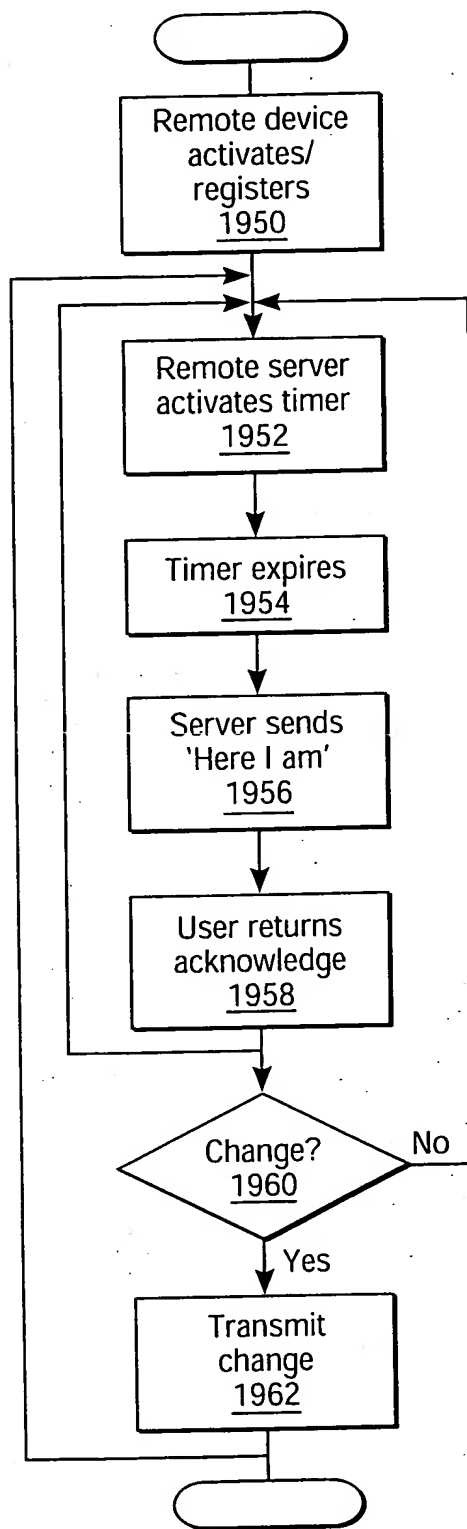 Remote device
activates/
registers
1950
Remote server
activates timer
1952
Timer expires
1954
Server sends
'Here I am'
1956
User returns
acknowledge
1958
Change?
1960
No
Yes
Transmit
change
1962